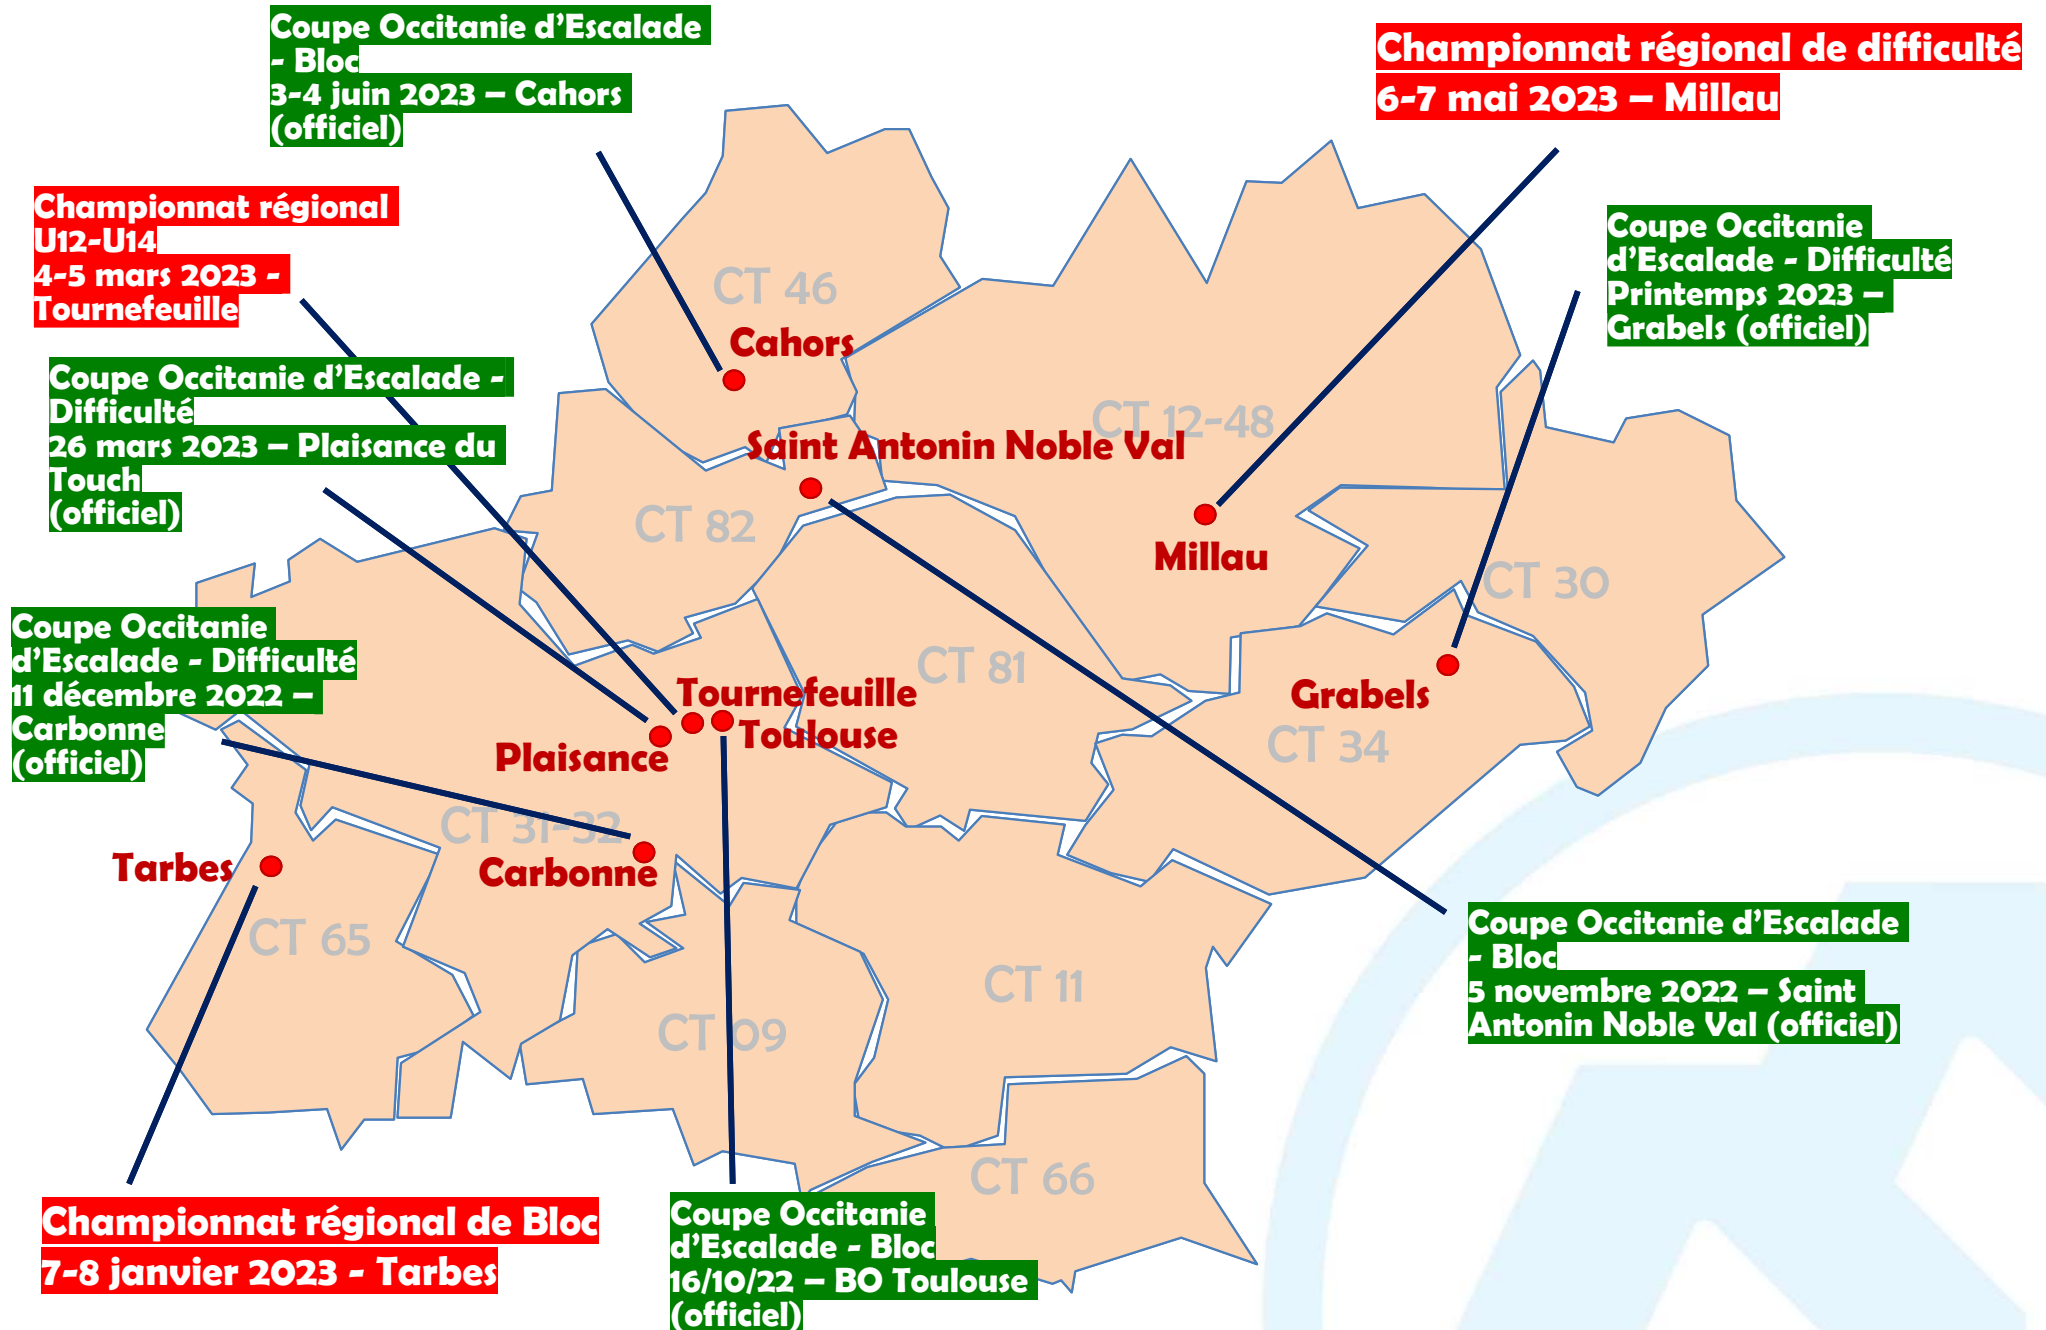 Coupe Occitanie d'Escalade
- Bloc
3-4 juin 2023 – Cahors
(officiel)
Championnat régional de difficulté
6-7 mai 2023 – Millau
Championnat régional
U12-U14
4-5 mars 2023 -
Tournefeuille
Coupe Occitanie
d'Escalade - Difficulté
Printemps 2023 –
Grabels (officiel)
CT 46
Cahors
Coupe Occitanie d'Escalade -
Difficulté
26 mars 2023 – Plaisance du
Touch
(officiel)
CT 12-48
Saint Antonin Noble Val
CT 82
Millau
CT 30
Coupe Occitanie
d'Escalade - Difficulté
11 décembre 2022 –
Carbonne
(officiel)
CT 81
Tournefeuille
Grabels
Toulouse
CT 34
Plaisance
CT 31-32
Tarbes
Carbonne
CT 65
Coupe Occitanie d'Escalade
- Bloc
5 novembre 2022 – Saint
Antonin Noble Val (officiel)
CT 11
CT 09
CT 66
Championnat régional de Bloc
7-8 janvier 2023 - Tarbes
Coupe Occitanie
d'Escalade - Bloc
16/10/22 – BO Toulouse
(officiel)